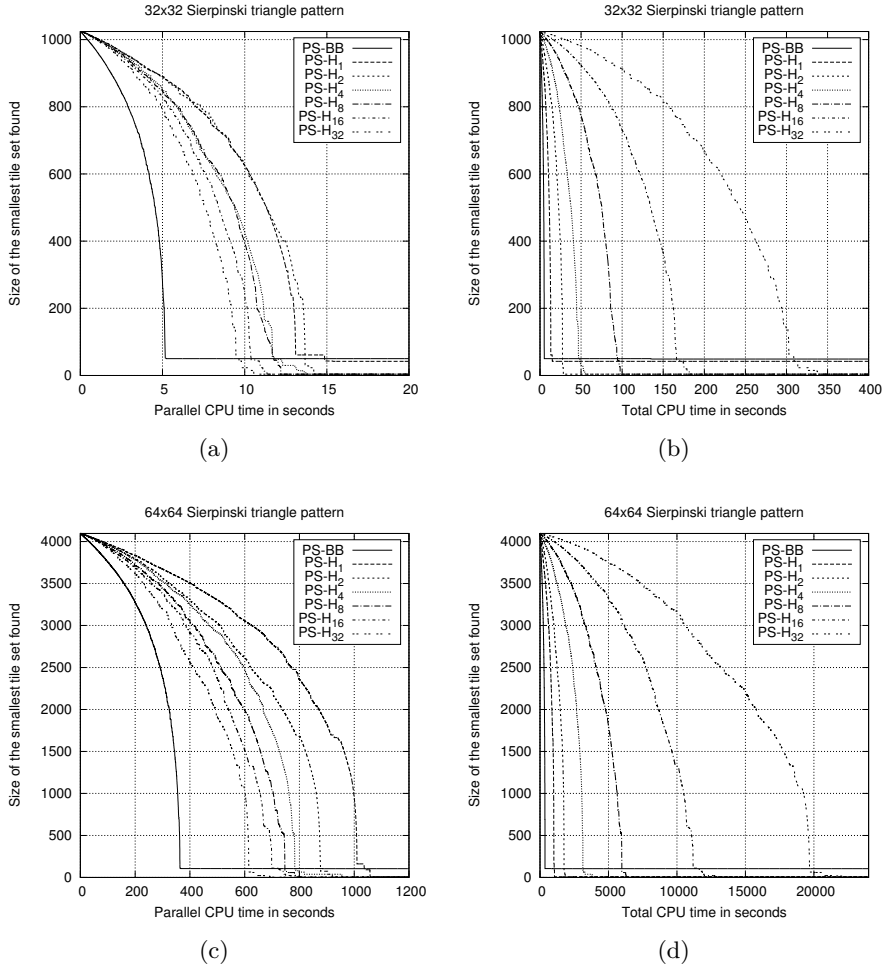 32x32 Sierpinski triangle pattern
Size of the smallest tile set found
1000
800
600
400
200
0
0 5 10 15 20
Parallel CPU time in seconds
PS-BB
PS-H1
PS-H2
PS-H4
PS-H8
PS-H16
PS-H32
(a)
32x32 Sierpinski triangle pattern
Size of the smallest tile set found
1000
800
600
400
200
0
0 50 100 150 200 250 300 350 400
Total CPU time in seconds
PS-BB
PS-H1
PS-H2
PS-H4
PS-H8
PS-H16
PS-H32
(b)
64x64 Sierpinski triangle pattern
Size of the smallest tile set found
4000
3500
3000
2500
2000
1500
1000
500
0
0 200 400 600 800 1000 1200
Parallel CPU time in seconds
PS-BB
PS-H1
PS-H2
PS-H4
PS-H8
PS-H16
PS-H32
(c)
64x64 Sierpinski triangle pattern
Size of the smallest tile set found
4000
3500
3000
2500
2000
1500
1000
500
0
0 5000 10000 15000 20000
Total CPU time in seconds
PS-BB
PS-H1
PS-H2
PS-H4
PS-H8
PS-H16
PS-H32
(d)